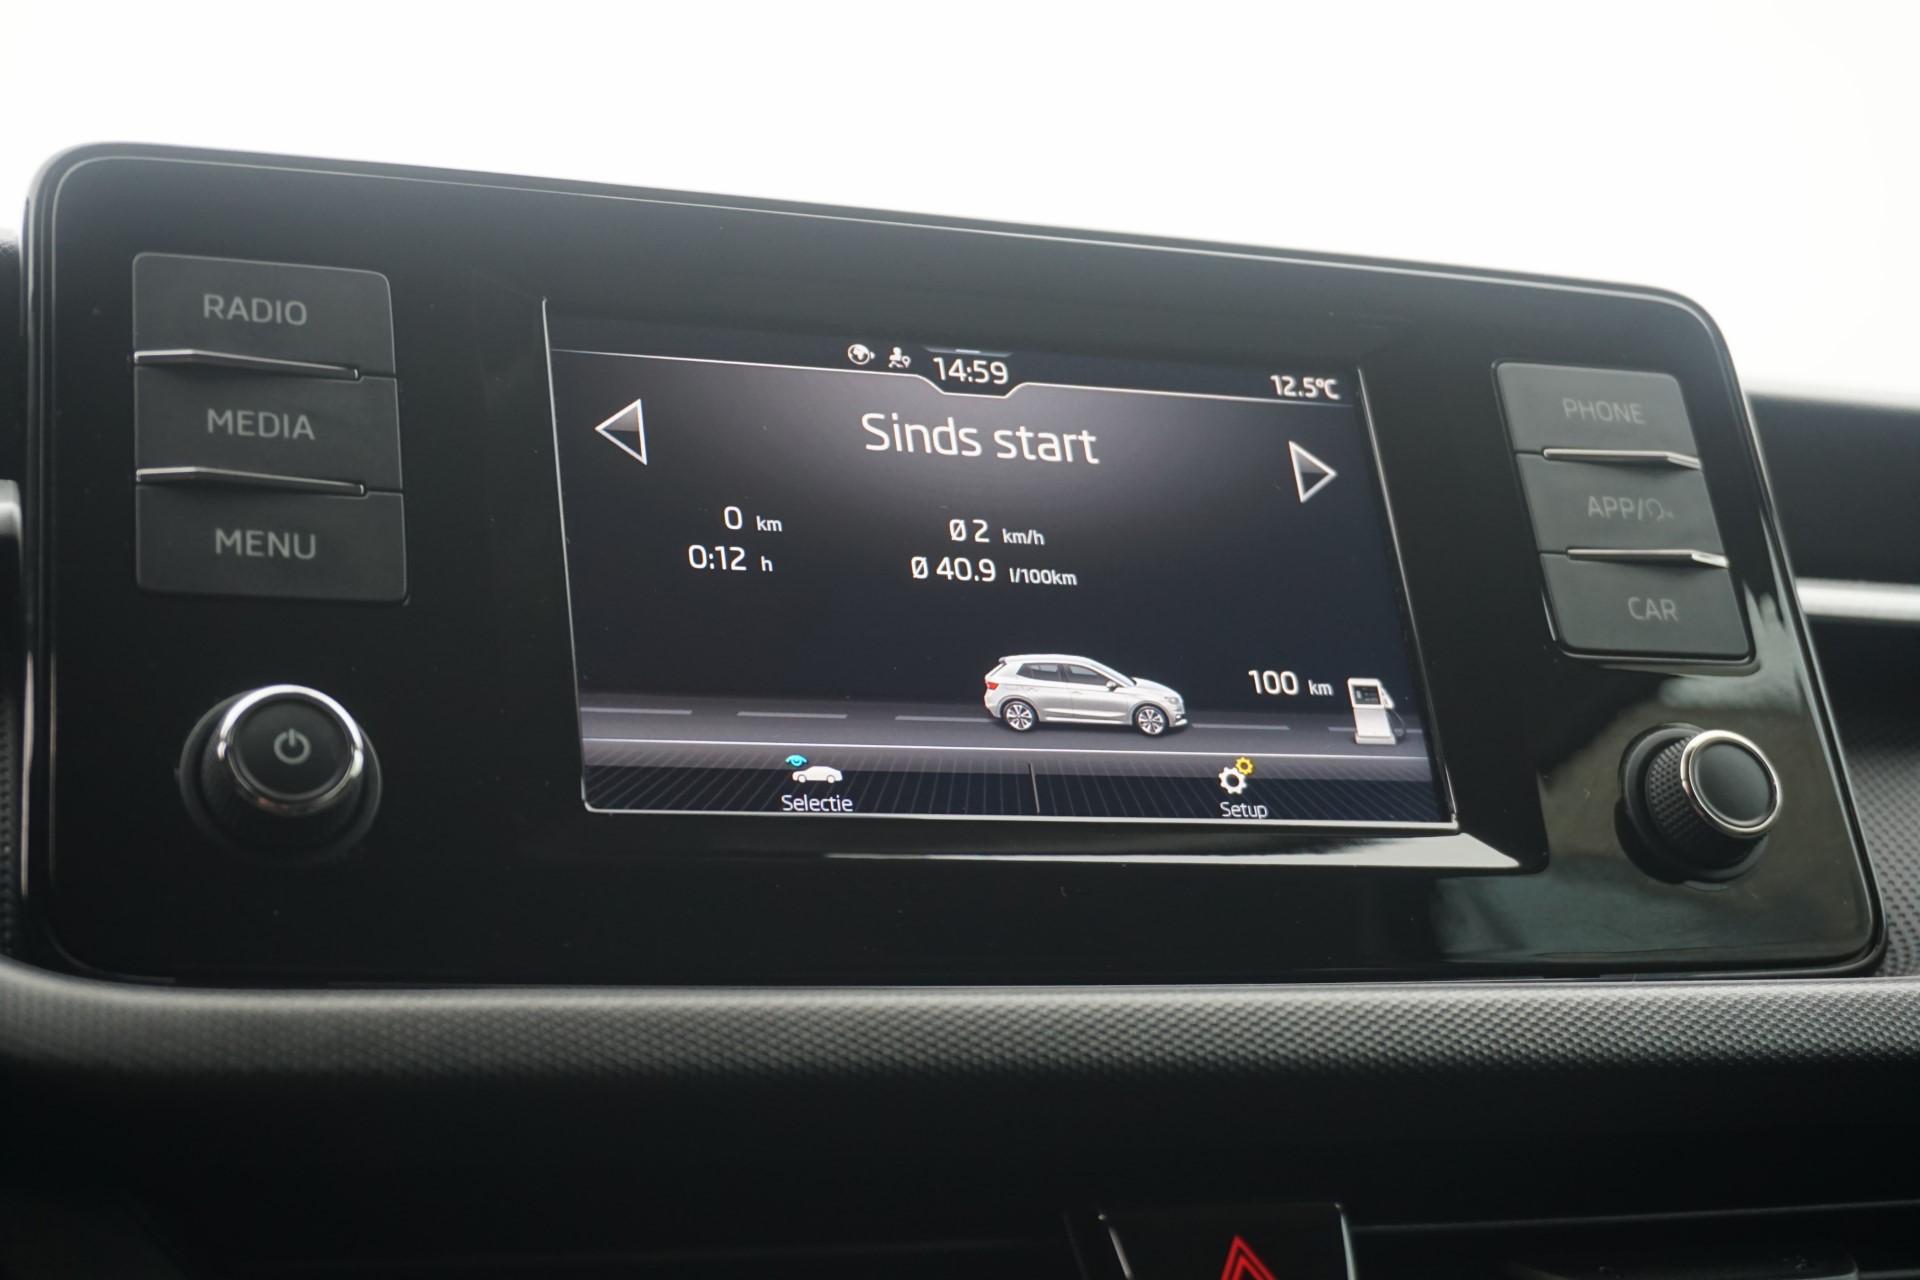 RADIO
MEDIA
MENU
14:59
12.5°C
Sinds start
0 km
Ø 2 km/h
0:12 h
Ø 40.9 l/100km
100 km
Selectie
Setup
PHONE
APP/
CAR